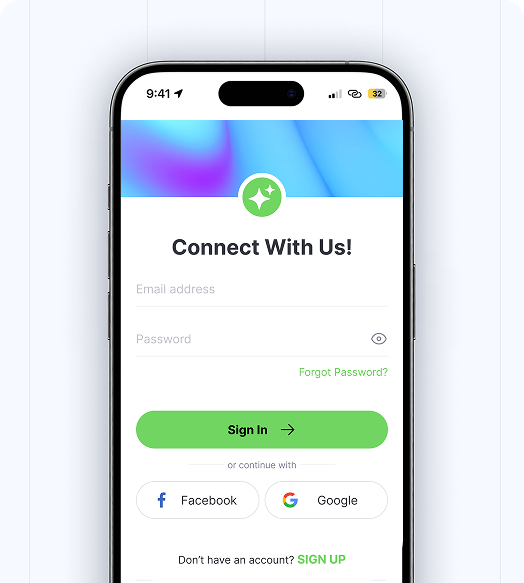 9:41
32
Connect With Us!
Email address
Password
Forgot Password?
Sign In
or continue with
Facebook
Google
Don't have an account? SIGN UP